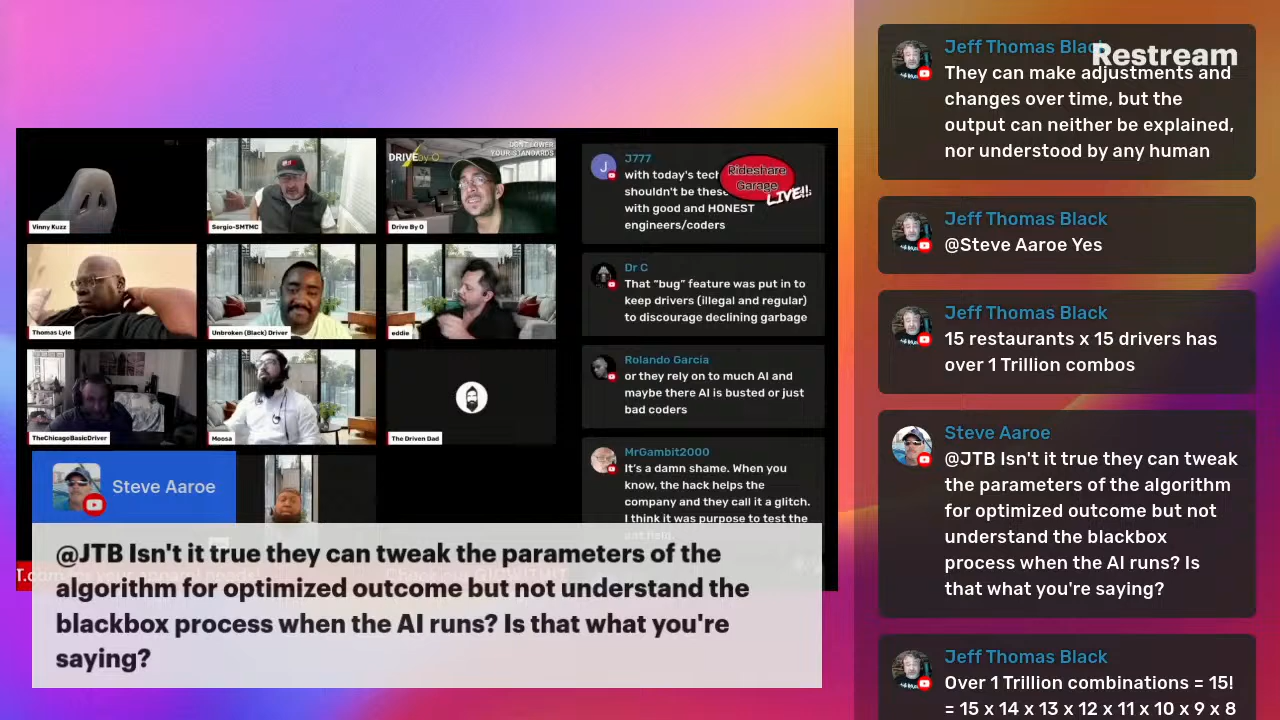 DRIVE by O
DON'T LOWER
YOUR STANDARDS
Vinny Kuzz
Sergio-SMTMC
Drive By O
Thomas Lyle
Unbroken (Black) Driver
eddie
TheChicagoBasicDriver
Moosa
The Driven Dad
J777
with today's tech
shouldn't be these
with good and HONEST
engineers/coders
Rideshare
Garage
LIVE!!
Dr C
That "bug" feature was put in to
keep drivers (illegal and regular)
to discourage declining garbage
Rolando Garcia
or they rely on to much AI and
maybe there AI is busted or just
bad coders
MrGambit2000
It's a damn shame. When you
know, the hack helps the
company and they call it a glitch.
I think it was purpose to test the
Steve Aaroe
@JTB Isn't it true they can tweak the parameters of the
algorithm for optimized outcome but not understand the
blackbox process when the AI runs? Is that what you're
saying?
Restream
Jeff Thomas Black
They can make adjustments and
changes over time, but the
output can neither be explained,
nor understood by any human
Jeff Thomas Black
@Steve Aaroe Yes
Jeff Thomas Black
15 restaurants x 15 drivers has
over 1 Trillion combos
Steve Aaroe
@JTB Isn't it true they can tweak
the parameters of the algorithm
for optimized outcome but not
understand the blackbox
process when the AI runs? Is
that what you're saying?
Jeff Thomas Black
Over 1 Trillion combinations = 15!
= 15 x 14 x 13 x 12 x 11 x 10 x 9 x 8